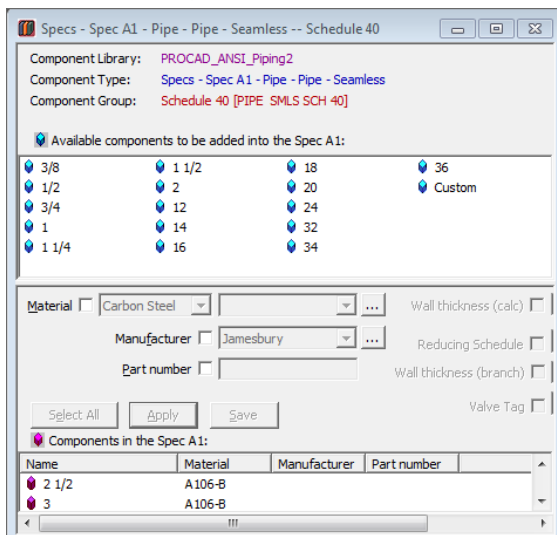 Specs - Spec A1 - Pipe - Pipe - Seamless -- Schedule 40
Component Library: PROCAD_ANSI_Piping2
Component Type: Specs - Spec A1 - Pipe - Pipe - Seamless
Component Group: Schedule 40 [PIPE SMLS SCH 40]
Available components to be added into the Spec A1:
3/8 1 1/2 18 36
1/2 2 20 Custom
3/4 12 24
1 14 32
1 1/4 16 34
Material Carbon Steel ... Wall thickness (calc)
Manufacturer Jamesbury ... Reducing Schedule
Part number Wall thickness (branch)
Select All Apply Save Valve Tag
Components in the Spec A1:
Name Material Manufacturer Part number
2 1/2 A106-B
3 A106-B